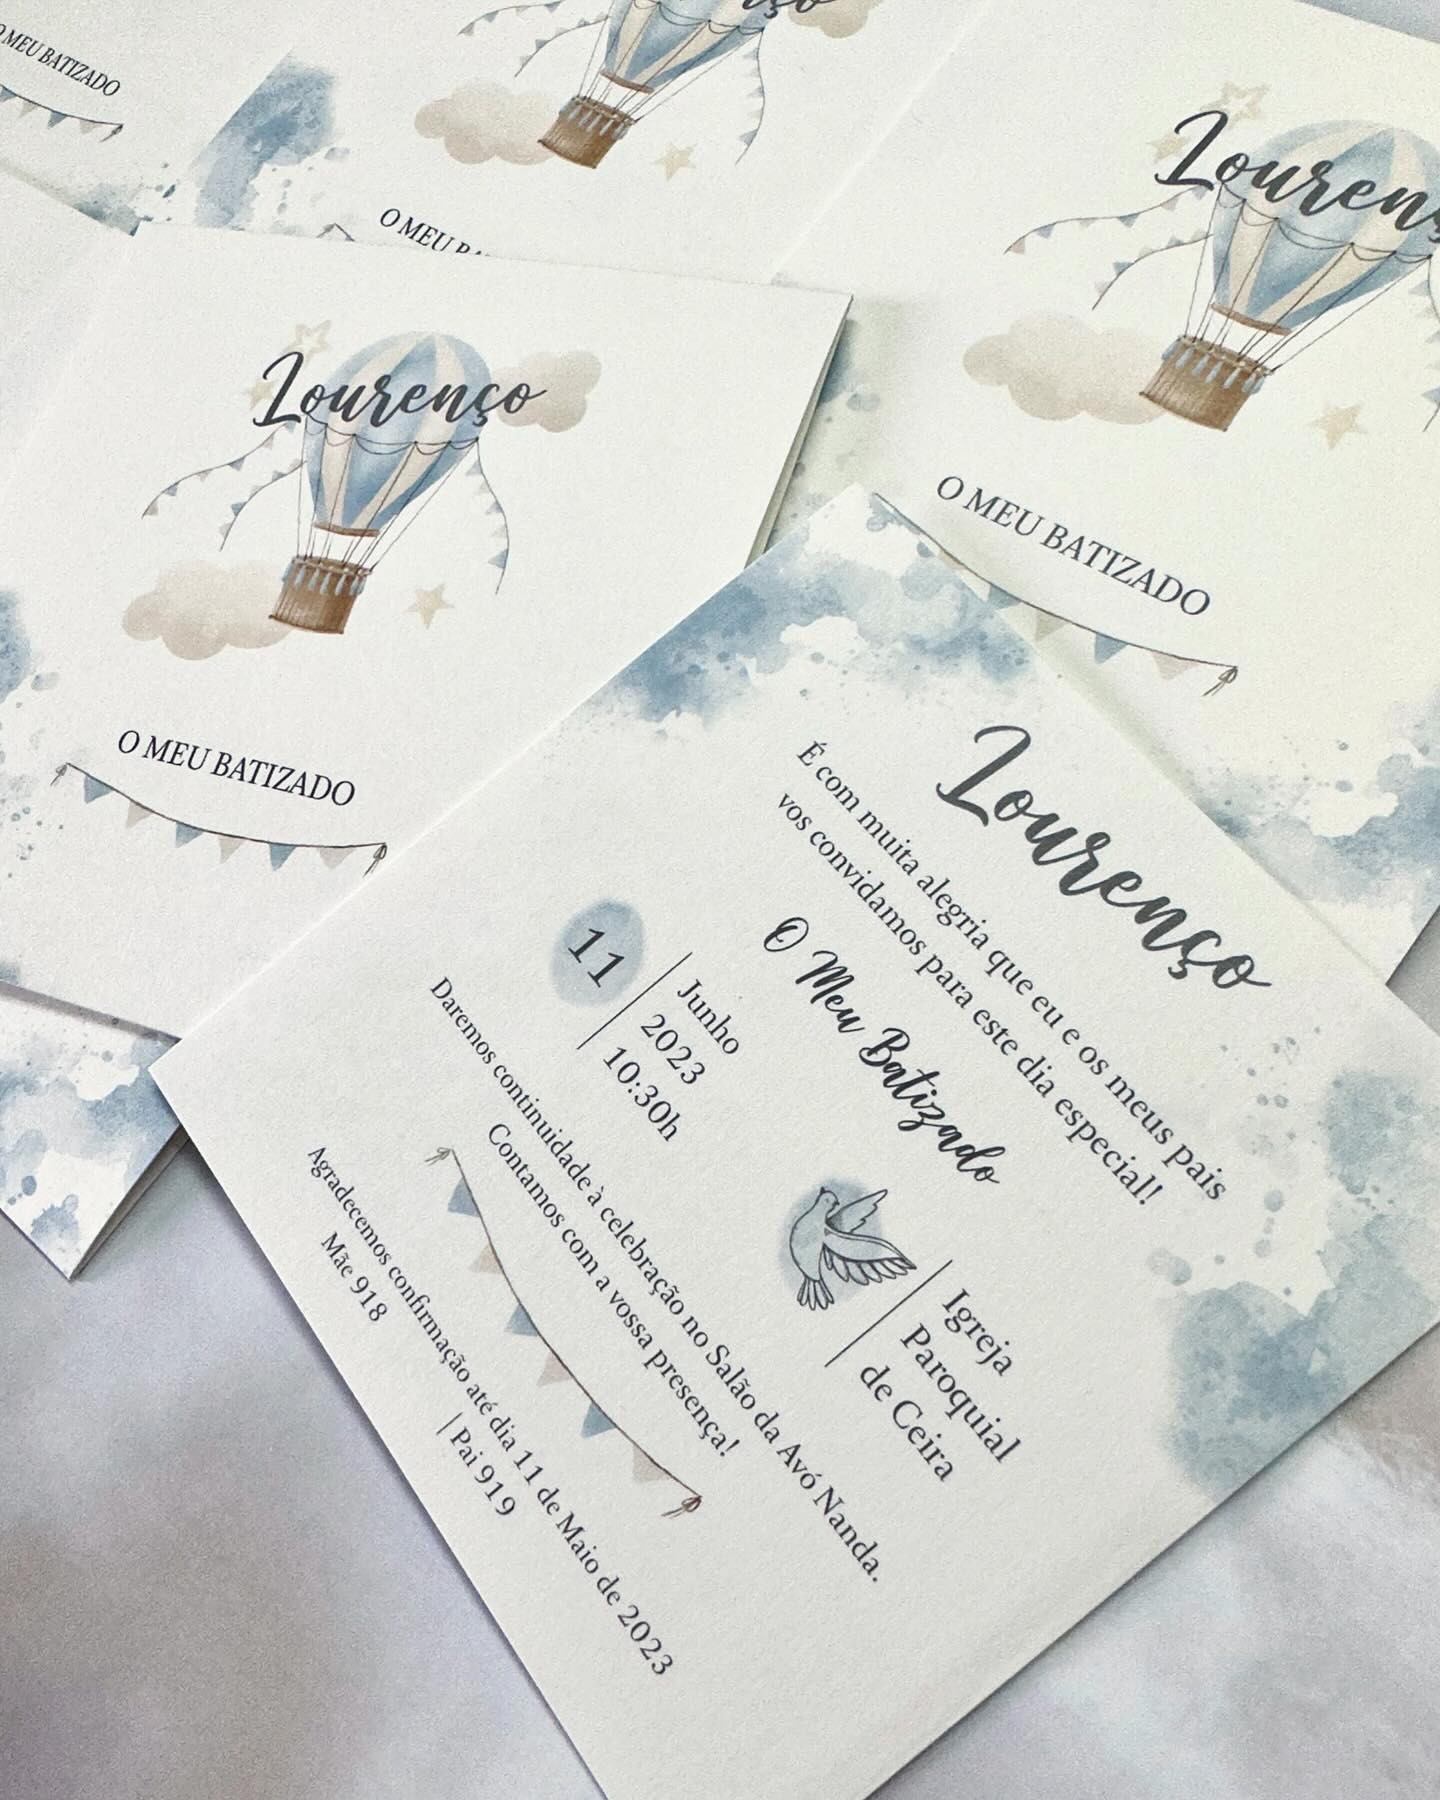 O MEU BATIZADO
O MEU BA
Lourenço
O MEU BATIZADO
Lourenç
O MEU BATIZADO
Lourenço
É com muita alegria que eu e os meus pais
vos convidamos para este dia especial!
O Meu Batizado
11
Junho
2023
10:30h
Igreja
Paroquial
de Ceira
Daremos continuidade à celebração no Salão da Avó Nanda.
Contamos com a vossa presença!
Agradecemos confirmação até dia 11 de Maio de 2023
Mãe 918 | Pai 919